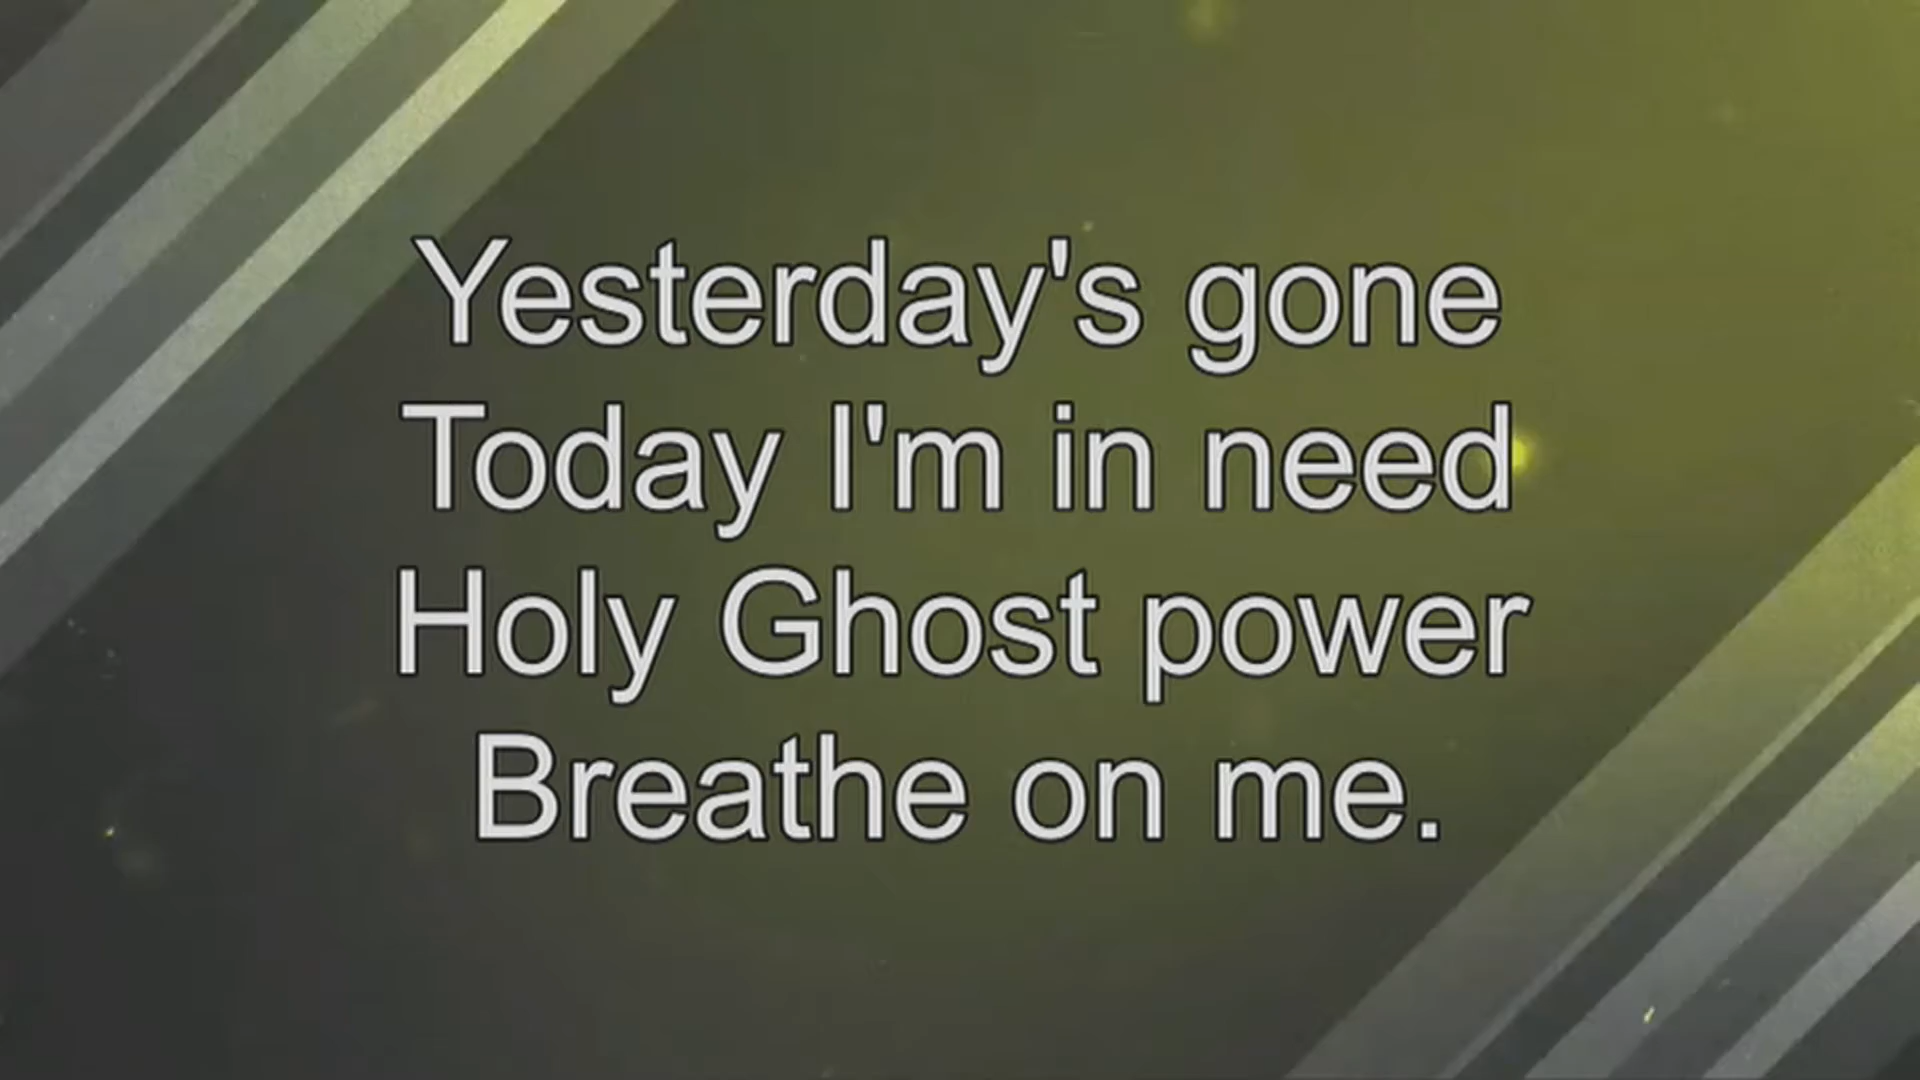 Yesterday's gone
Today I'm in need
Holy Ghost power
Breathe on me.